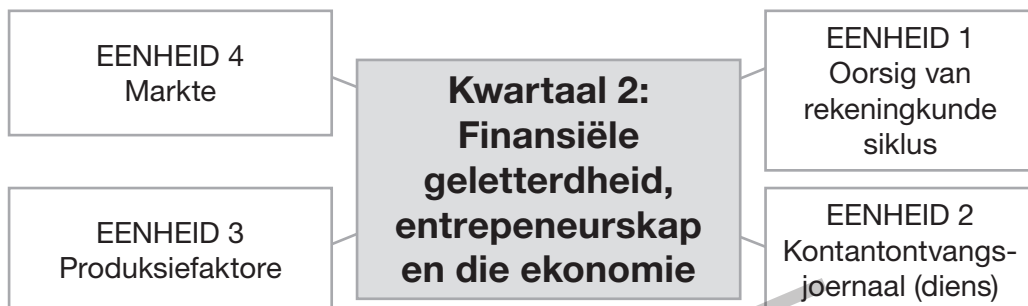 EENHEID 4
Markte
EENHEID 3
Produksiefaktore
Kwartaal 2:
Finansiële
geletterdheid,
entrepeneurskap
en die ekonomie
EENHEID 1
Oorsig van
rekeningkunde
siklus
EENHEID 2
Kontantontvangs-
joernaal (diens)